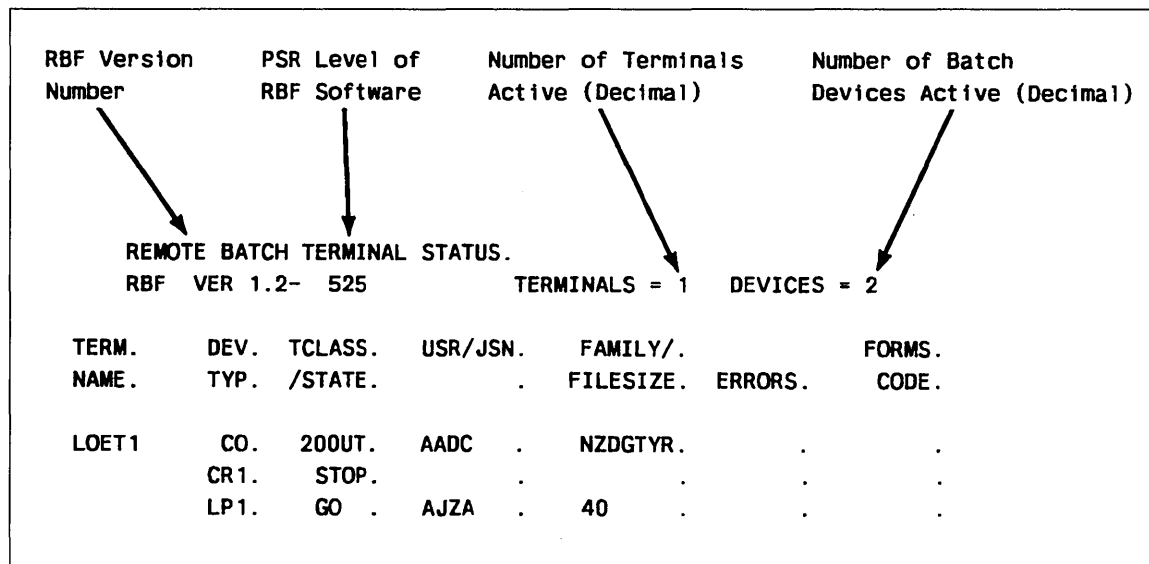 RBF Version PSR Level of Number of Terminals Number of Batch
Number RBF Software Active (Decimal) Devices Active (Decimal)
REMOTE BATCH TERMINAL STATUS.
RBF VER 1.2- 525 TERMINALS = 1 DEVICES = 2
TERM. DEV. TCLASS. USR/JSN. FAMILY/. FORMS.
NAME. TYP. /STATE. . FILESIZE. ERRORS. CODE.
LOET1 CO. 200UT. AADC . NZDGTYR. . .
CR1. STOP. . . . .
LP1. GO . AJZA . 40 . . .